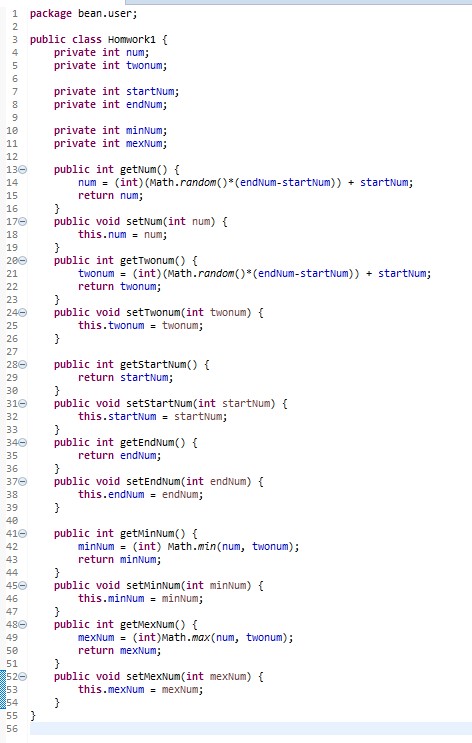 1 package bean.user;
2
3 public class Homwork1 {
4     private int num;
5     private int twonum;
6
7     private int startNum;
8     private int endNum;
9
10     private int minNum;
11     private int mexNum;
12
13     public int getNum() {
14         num = (int)(Math.random()*(endNum-startNum)) + startNum;
15         return num;
16     }
17     public void setNum(int num) {
18         this.num = num;
19     }
20     public int getTwonum() {
21         twonum = (int)(Math.random()*(endNum-startNum)) + startNum;
22         return twonum;
23     }
24     public void setTwonum(int twonum) {
25         this.twonum = twonum;
26     }
27
28     public int getStartNum() {
29         return startNum;
30     }
31     public void setStartNum(int startNum) {
32         this.startNum = startNum;
33     }
34     public int getEndNum() {
35         return endNum;
36     }
37     public void setEndNum(int endNum) {
38         this.endNum = endNum;
39     }
40
41     public int getMinNum() {
42         minNum = (int) Math.min(num, twonum);
43         return minNum;
44     }
45     public void setMinNum(int minNum) {
46         this.minNum = minNum;
47     }
48     public int getMexNum() {
49         mexNum = (int)Math.max(num, twonum);
50         return mexNum;
51     }
52     public void setMexNum(int mexNum) {
53         this.mexNum = mexNum;
54     }
55 }
56